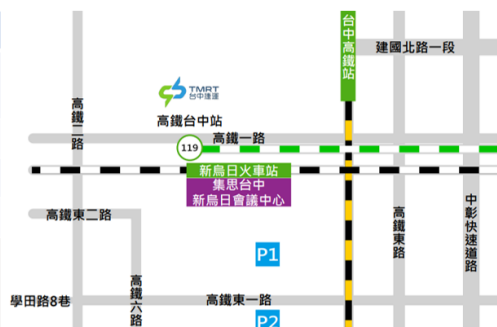 台中高鐵站
建國北路一段
TMRT
台中捷運
高鐵二路
高鐵台中站
119
高鐵一路
新烏日火車站
集思台中
新烏日會議中心
高鐵東二路
高鐵東路
中彰快速道路
P1
高鐵六路
學田路8巷
高鐵東一路
P2